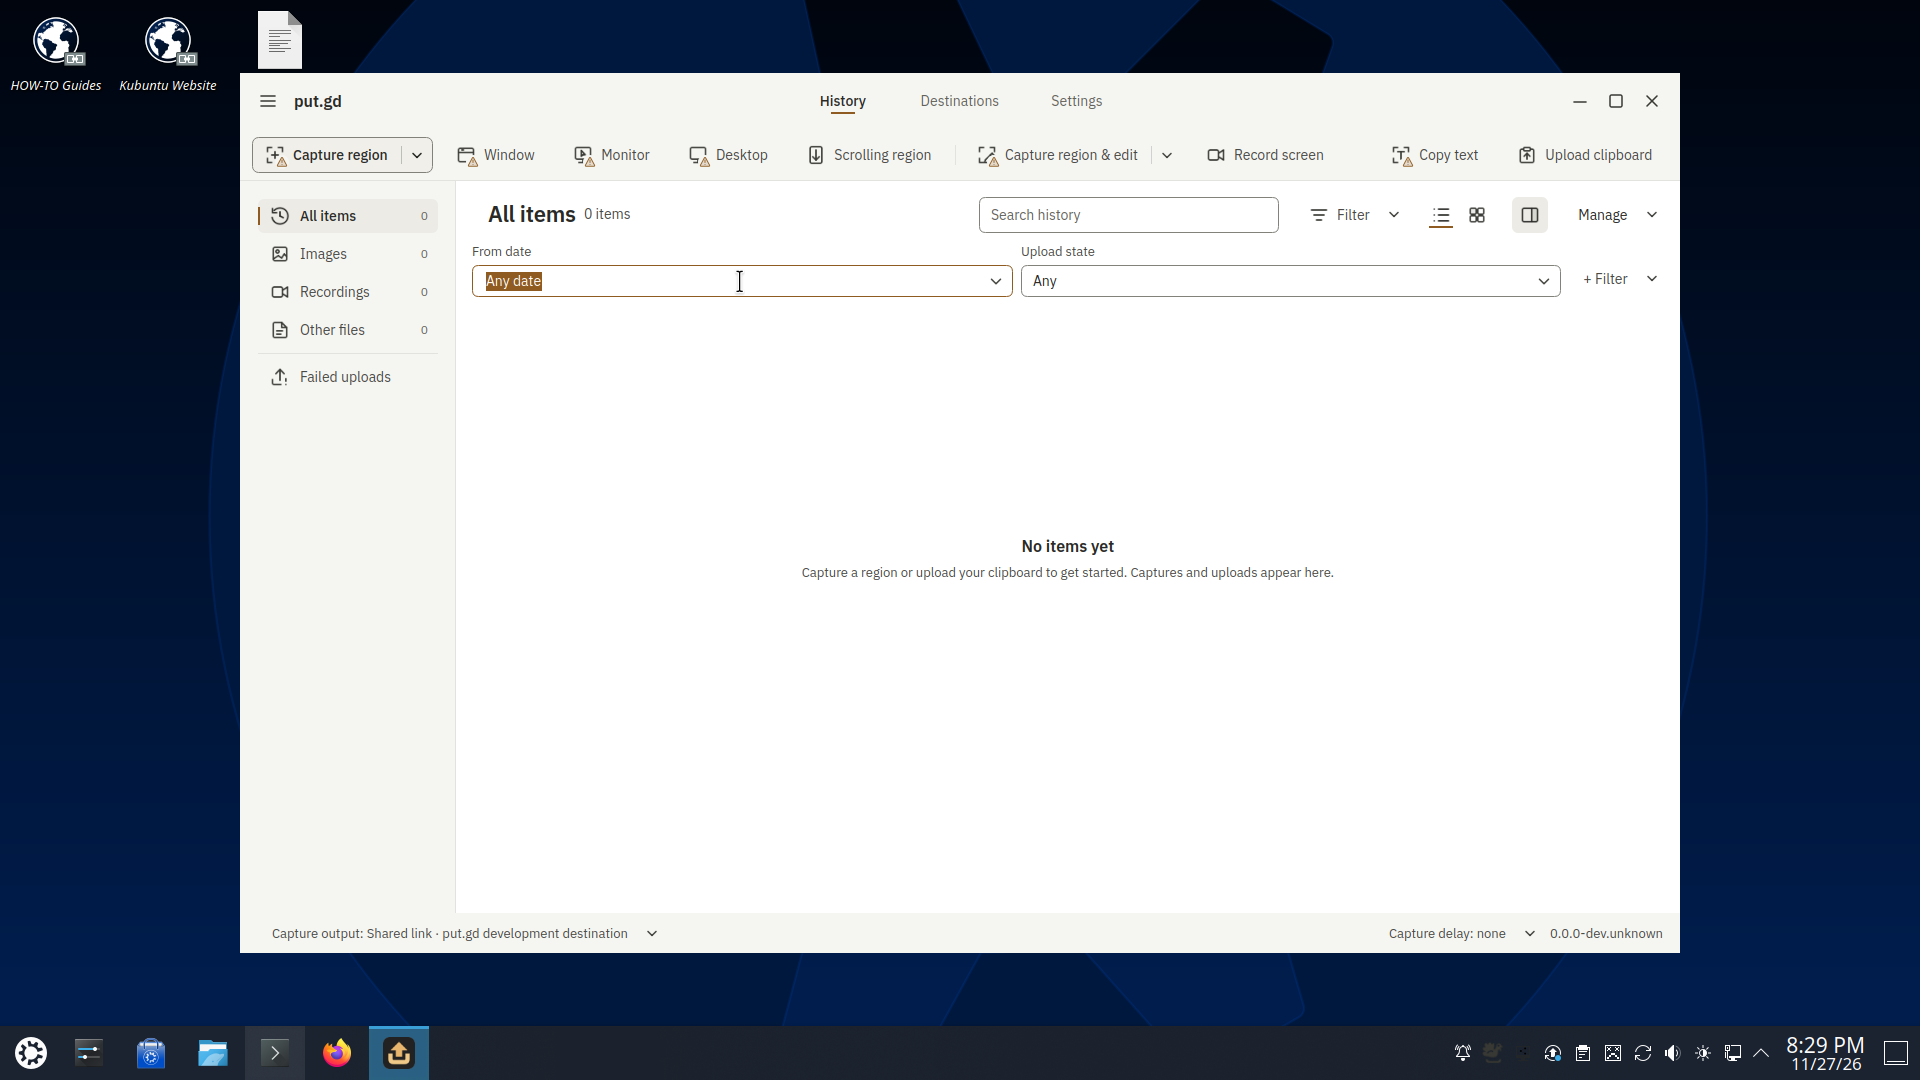 HOW-TO Guides
Kubuntu Website
put.gd
History
Destinations
Settings
Capture region
Window
Monitor
Desktop
Scrolling region
Capture region & edit
Record screen
Copy text
Upload clipboard
All items 0
Images 0
Recordings 0
Other files 0
Failed uploads
All items 0 items
Search history
Filter
Manage
From date
Upload state
Any date
Any
+ Filter
No items yet
Capture a region or upload your clipboard to get started. Captures and uploads appear here.
Capture output: Shared link · put.gd development destination
Capture delay: none
0.0.0-dev.unknown
8:29 PM
11/27/26